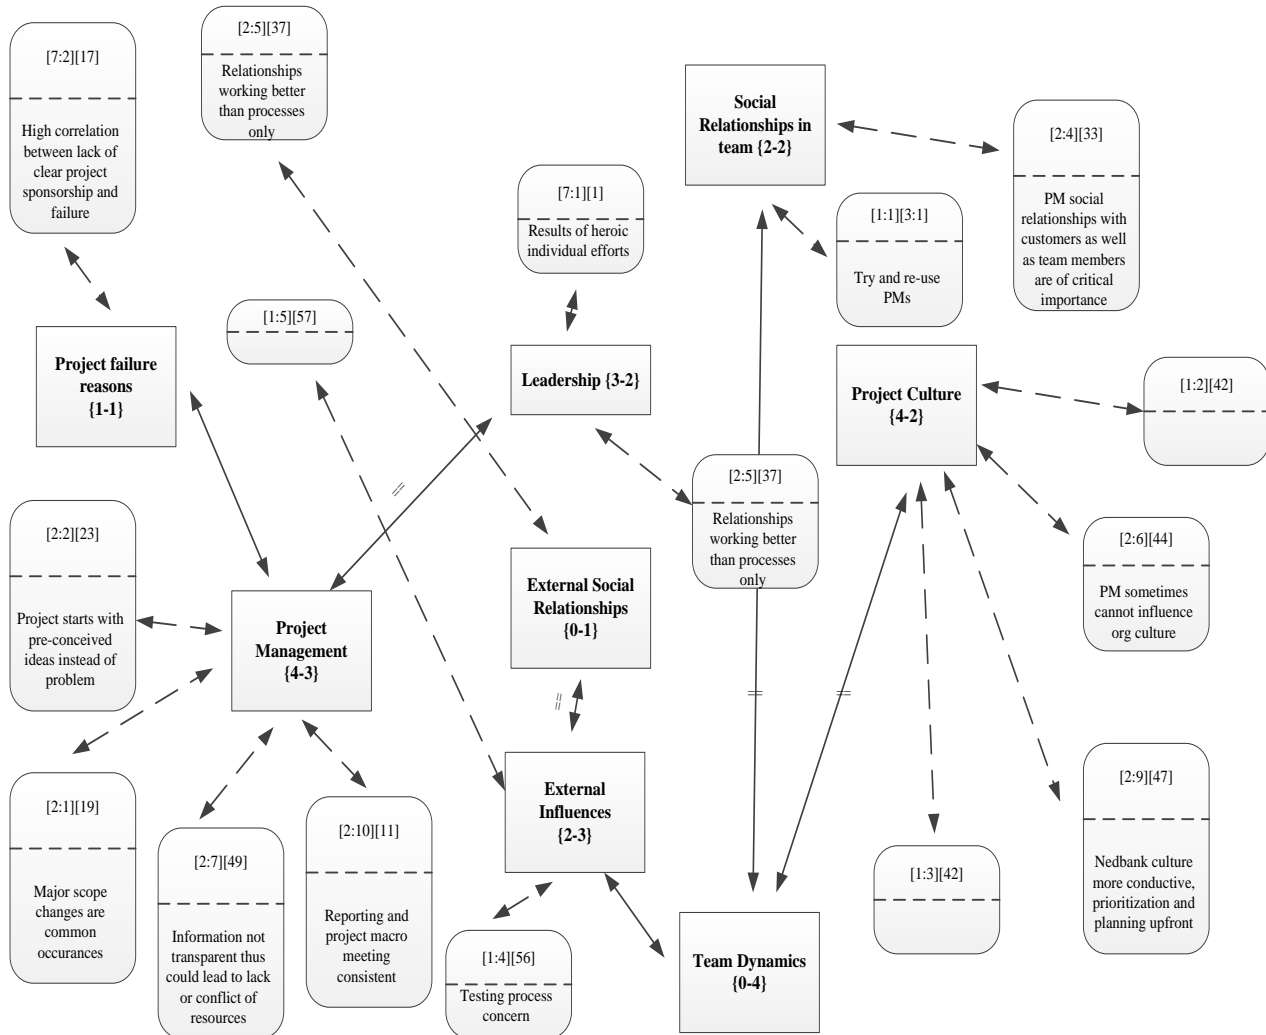 [7:2][17]
High correlation
between lack of
clear project
sponsorship and
failure
[2:5][37]
Relationships
working better
than processes
only
Social
Relationships in
team {2-2}
[2:4][33]
PM social
relationships with
customers as well
as team members
are of critical
importance
[7:1][1]
Results of heroic
individual efforts
[1:1][3:1]
Try and re-use
PMs
[1:5][57]
Project failure
reasons
{1-1}
Leadership {3-2}
Project Culture
{4-2}
[1:2][42]
[2:5][37]
Relationships
working better
than processes
only
[2:2][23]
Project starts with
pre-conceived
ideas instead of
problem
Project
Management
{4-3}
External Social
Relationships
{0-1}
[2:6][44]
PM sometimes
cannot influence
org culture
[2:1][19]
Major scope
changes are
common
occurances
[2:7][49]
Information not
transparent thus
could lead to lack
or conflict of
resources
[2:10][11]
Reporting and
project macro
meeting
consistent
External
Influences
{2-3}
[1:4][56]
Testing process
concern
Team Dynamics
{0-4}
[1:3][42]
[2:9][47]
Nedbank culture
more conductive,
prioritization and
planning upfront